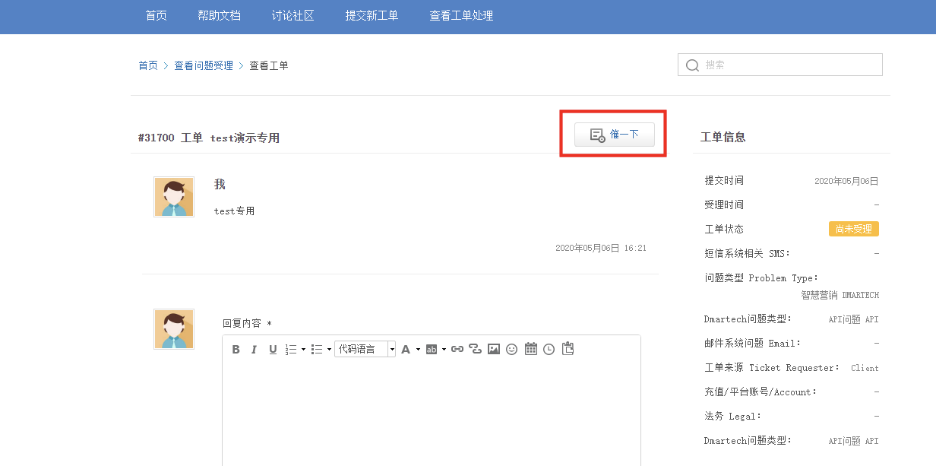 首页 帮助文档 讨论社区 提交新工单 查看工单处理
首页 > 查看问题受理 > 查看工单
搜索
#31700 工单 test演示专用
催一下
我
test专用
2020年05月06日 16:21
回复内容 *
B I U 代码语言 A ab
工单信息
提交时间 2020年05月06日
受理时间 -
工单状态 尚未受理
短信系统相关 SMS: -
问题类型 Problem Type:
智慧营销 DMARTECH
Dmartech问题类型: API问题 API
邮件系统问题 Email: -
工单来源 Ticket Requester: Client
充值/平台账号/Account: -
法务 Legal: -
Dmartech问题类型: API问题 API